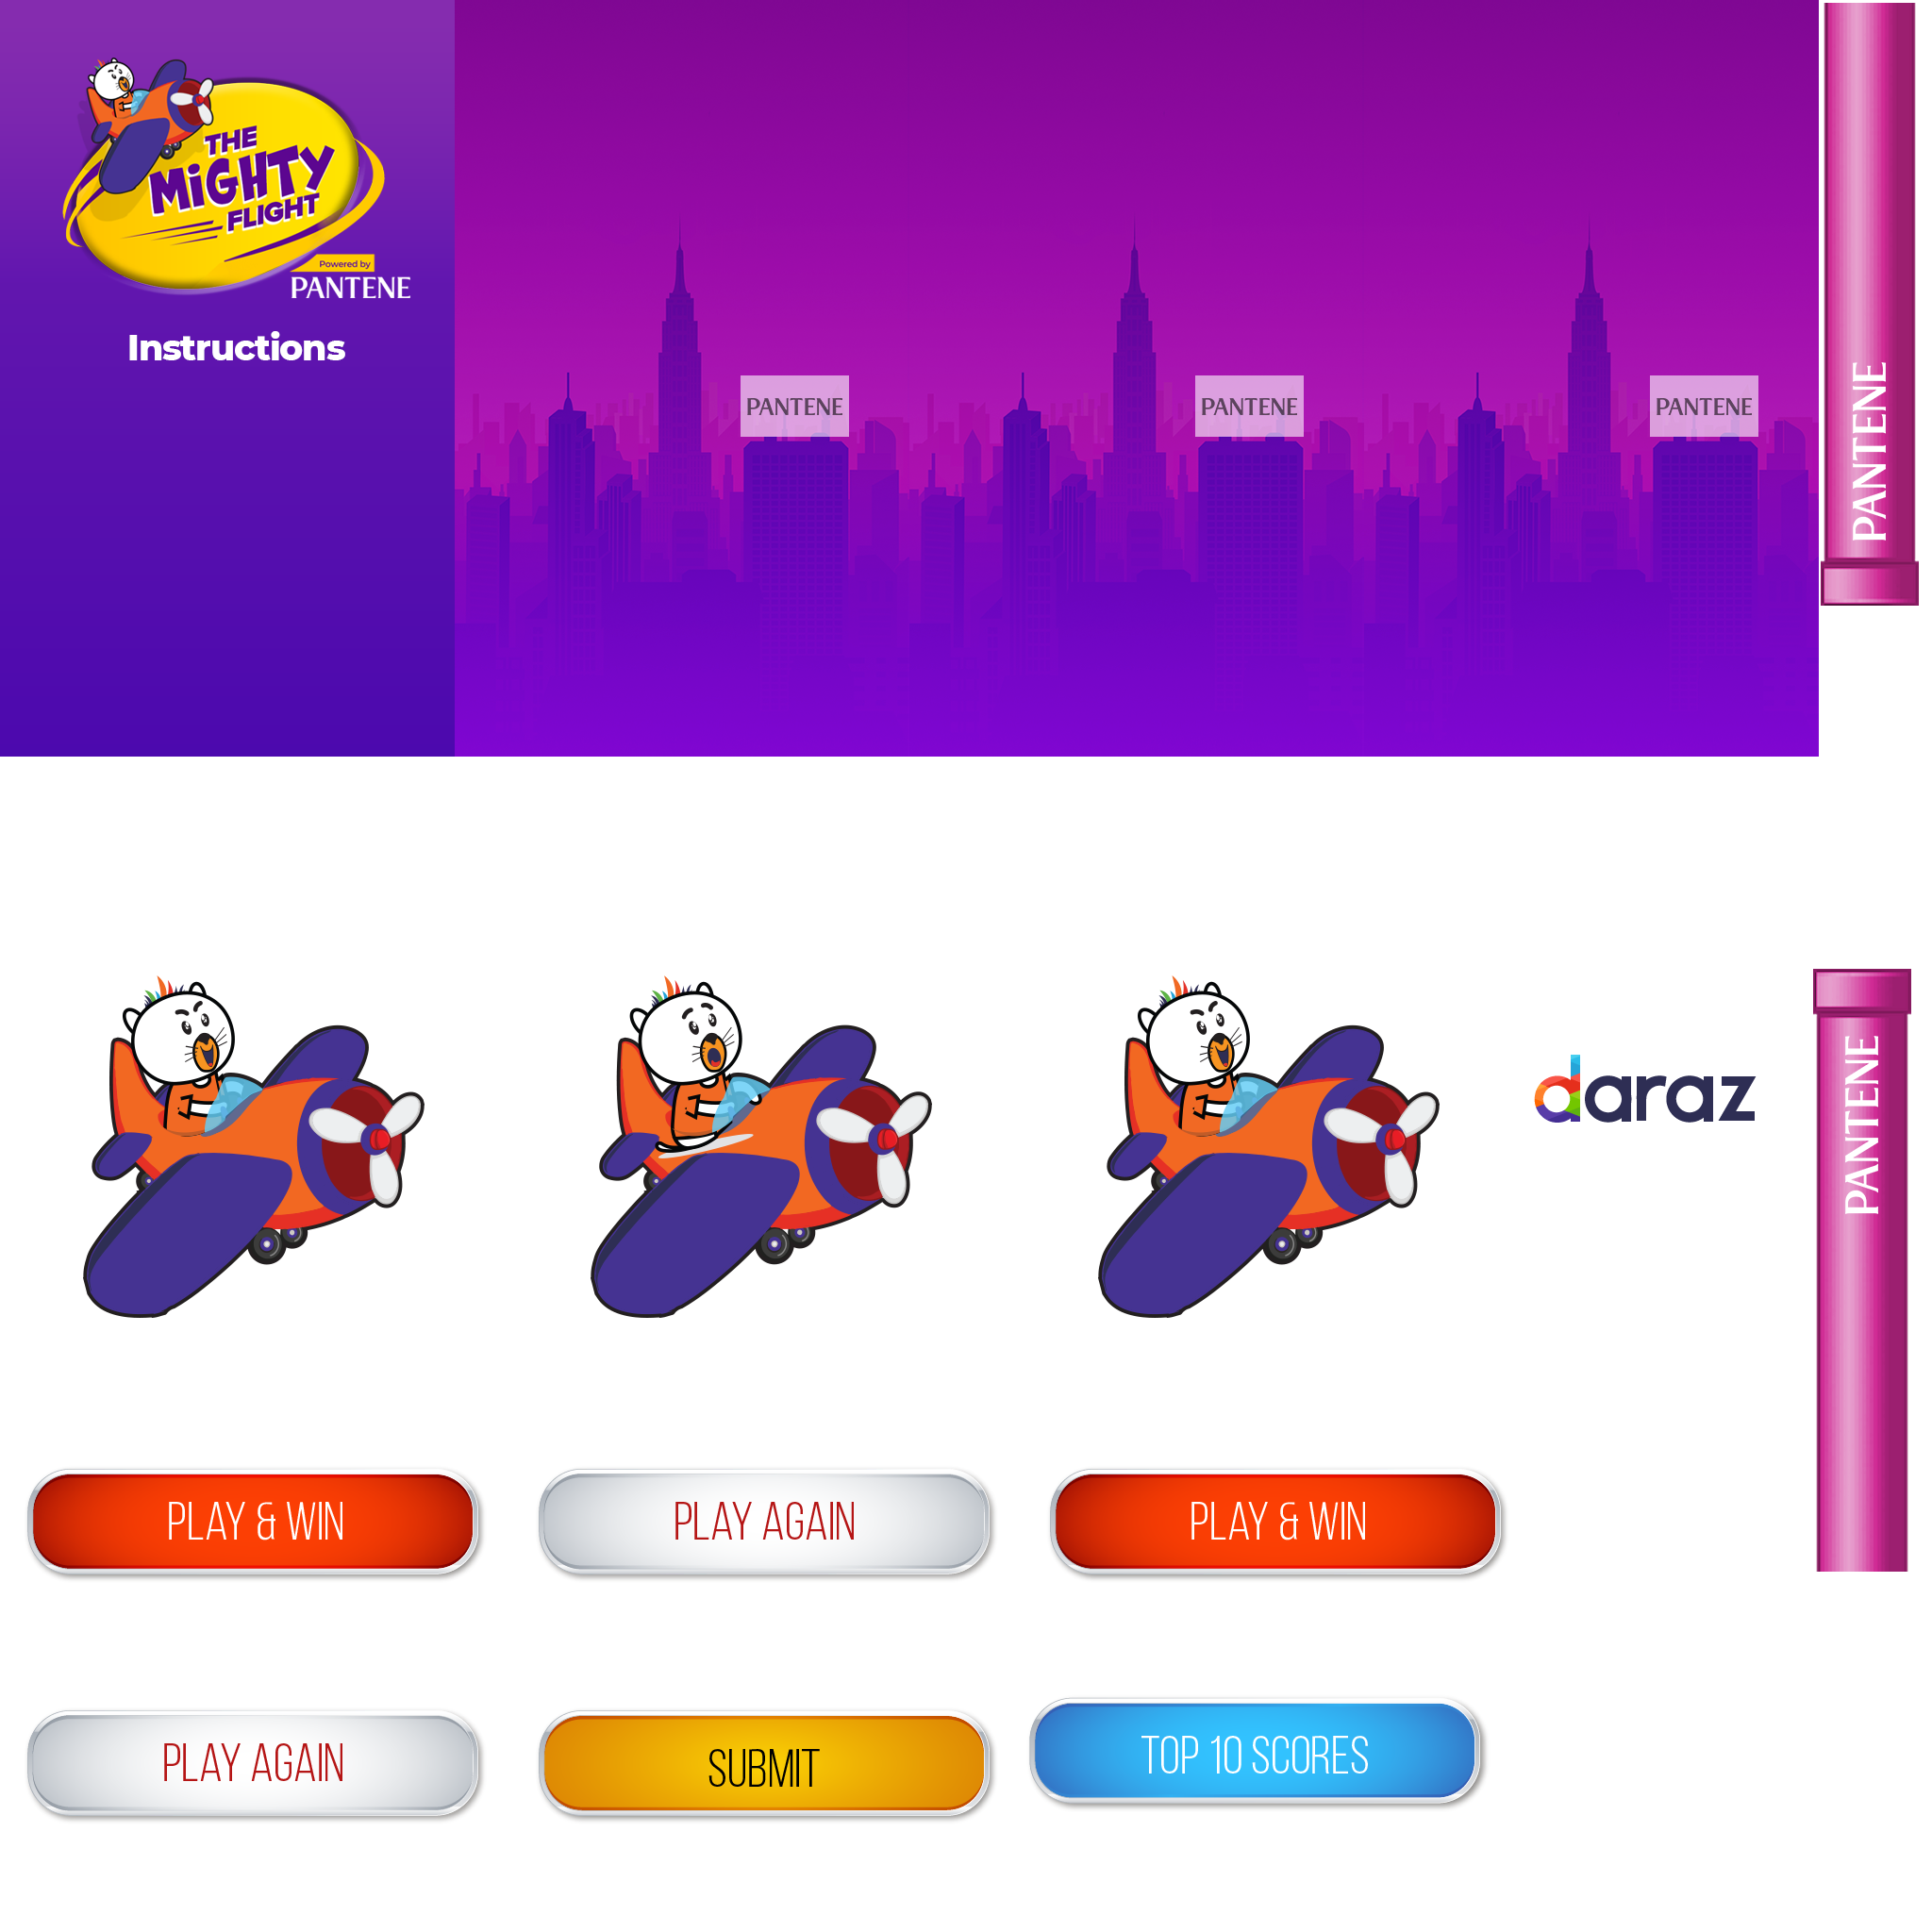 THE
MiGHTY
FLIGHT
Powered by
PANTENE
Instructions
PANTENE
PANTENE
PANTENE
PANTENE
daraz
PANTENE
PLAY & WIN
PLAY AGAIN
PLAY & WIN
PLAY AGAIN
SUBMIT
TOP 10 SCORES